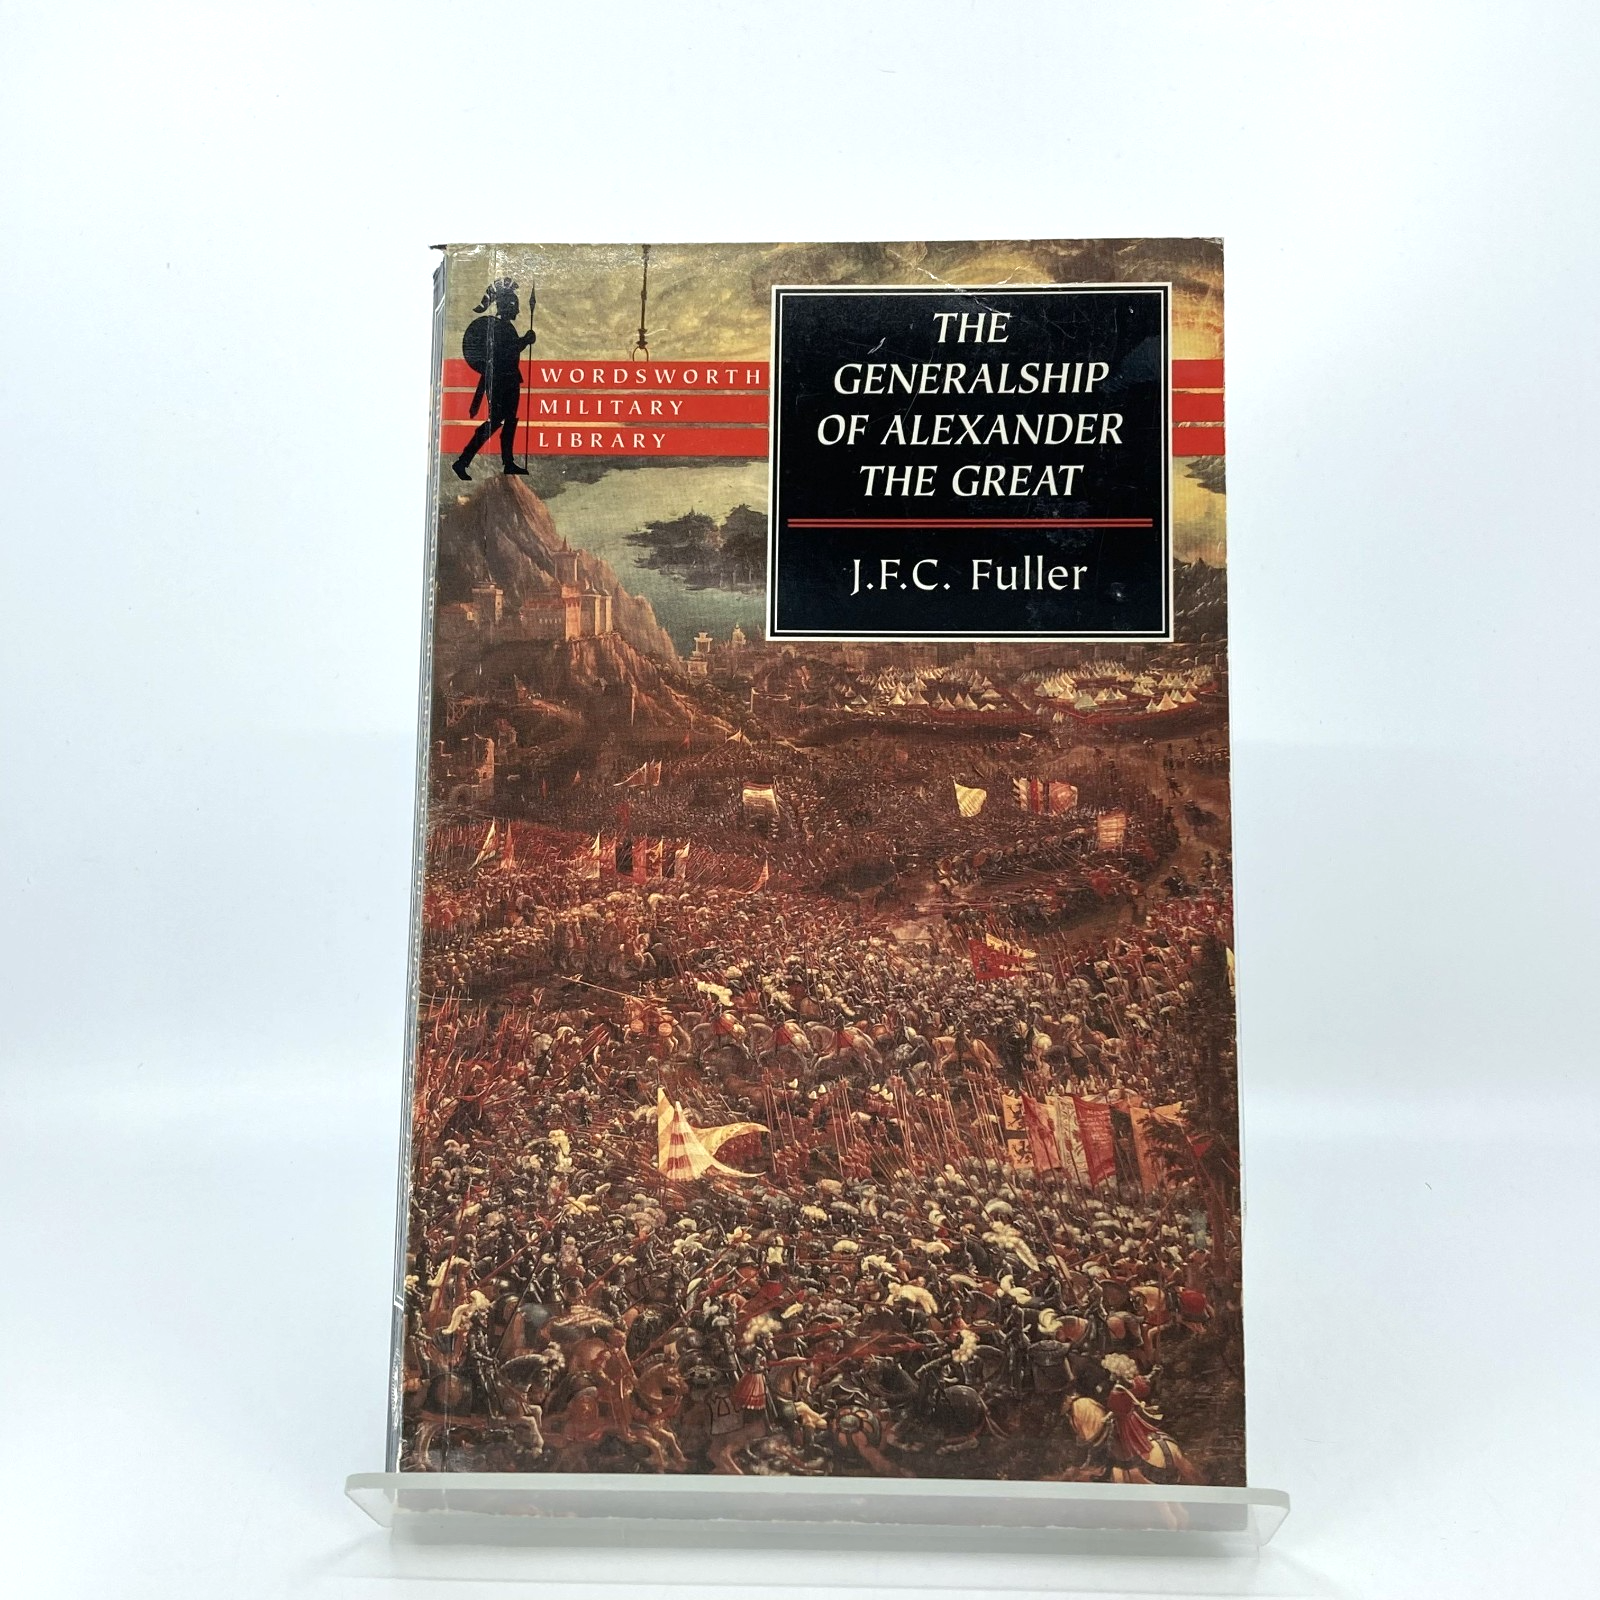 WORDSWORTH
MILITARY
LIBRARY
THE
GENERALSHIP
OF ALEXANDER
THE GREAT
J.F.C. Fuller